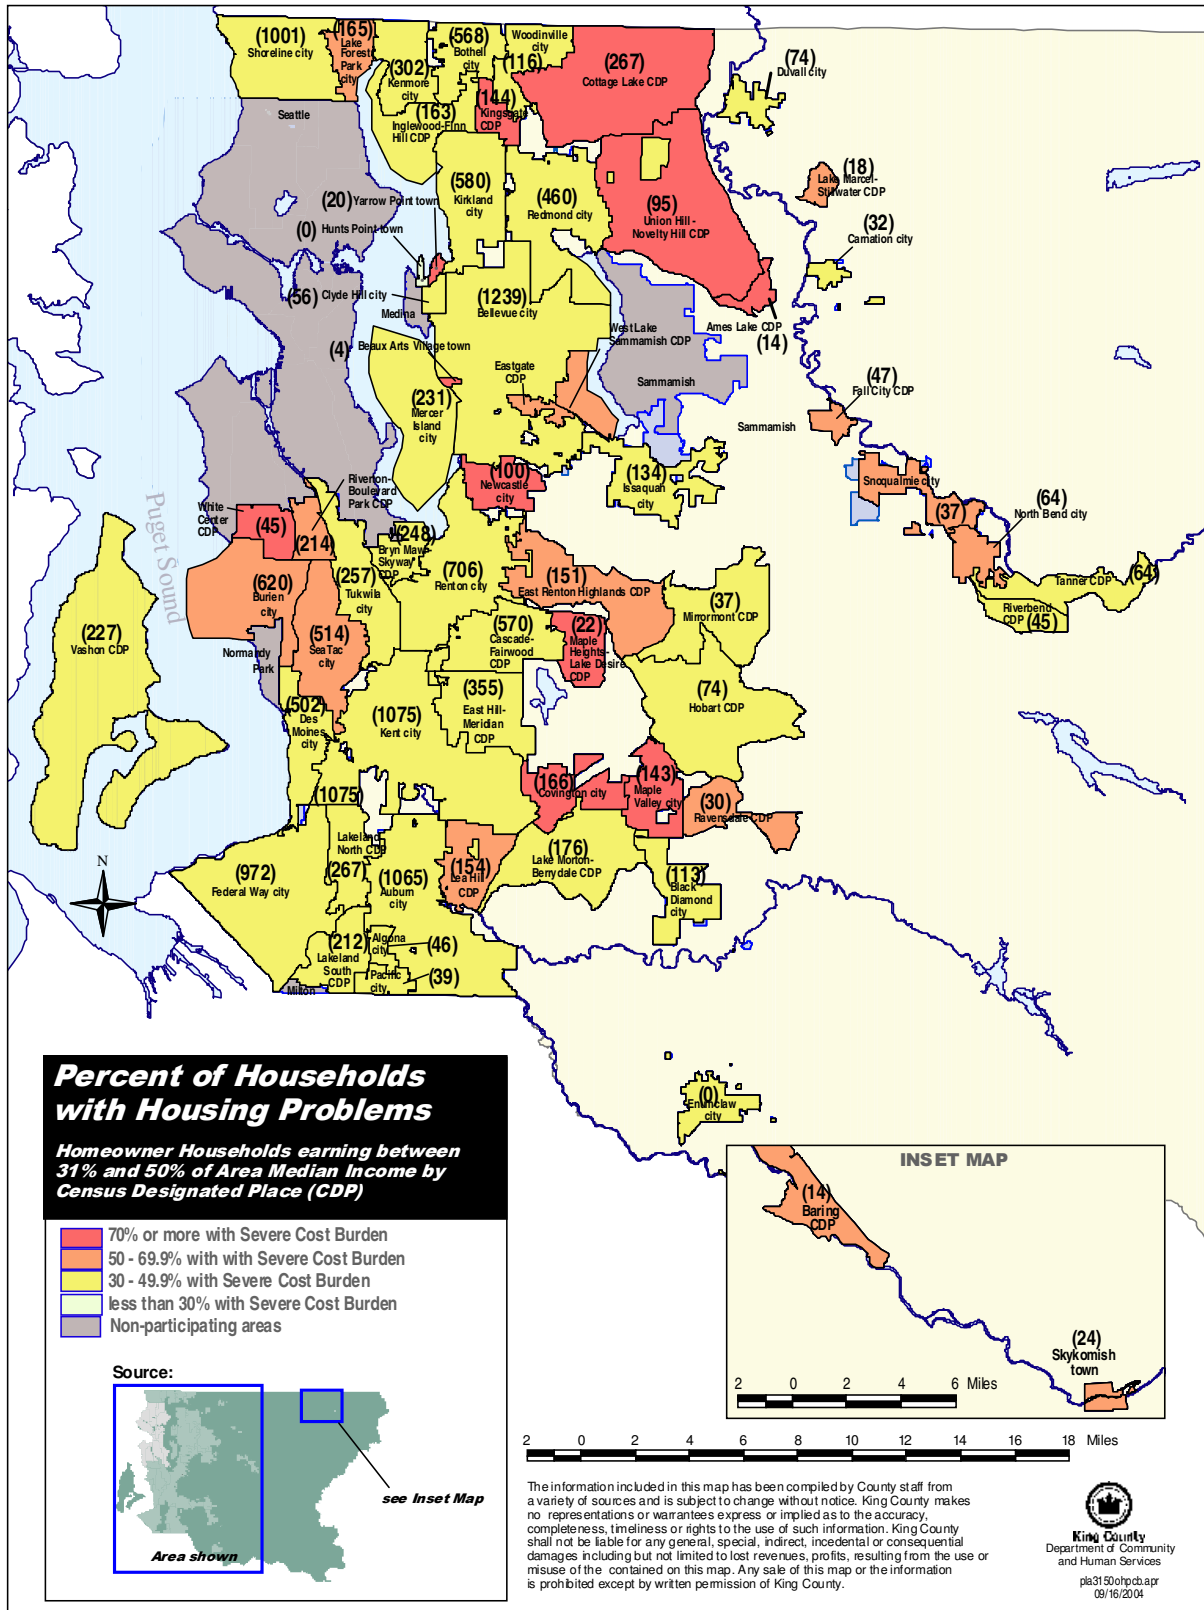 (1001)
Shoreline city
(165)
Lake
Forest
Park
city
(302)
Kenmore
city
(568)
Bothell
city
Woodinville
city
(116)
(267)
Cottage Lake CDP
(74)
Duvall city
(163)
Inglewood-Finn
Hill CDP
(144)
Kingsgate
CDP
Seattle
(18)
Lake Marcel-
Stillwater CDP
(20)
Yarrow Point town
(580)
Kirkland
city
(460)
Redmond city
(95)
Union Hill -
Novelty Hill CDP
(32)
Carnation city
(0)
Hunts Point town
(56)
Clyde Hill city
Medina
(1239)
Bellevue city
(4)
Beaux Arts Village town
West Lake
Sammamish CDP
Ames Lake CDP
(14)
Eastgate
CDP
Sammamish
(47)
Fall City CDP
(231)
Mercer
Island
city
Sammamish
(100)
Newcastle
city
(134)
Issaquah
city
Snoqualmie city
(37)
(64)
North Bend city
Riverton-
Boulevard
Park CDP
White
Center
CDP
(45)
(214)
(248)
Bryn Mawr-
Skyway
CDP
Puget Sound
(620)
Burien
city
(257)
Tukwila
city
(706)
Renton city
(151)
East Renton Highlands CDP
(37)
Mirrormont CDP
Tanner CDP
(64)
Riverbend
CDP
(45)
(227)
Vashon CDP
Normandy
Park
(514)
SeaTac
city
(570)
Cascade-
Fairwood
CDP
(22)
Maple
Heights-
Lake Desire
CDP
(74)
Hobart CDP
(502)
Des
Moines
city
(1075)
Kent city
(355)
East Hill-
Meridian
CDP
(1075)
(166)
Covington city
(143)
Maple
Valley city
(30)
Ravensdale CDP
N
(972)
Federal Way city
Lakeland
North CDP
(267)
(1065)
Auburn
city
(154)
Lea Hill
CDP
(176)
Lake Morton-
Berrydale CDP
(113)
Black
Diamond
city
(212)
Lakeland
South
CDP
Algona
city
(46)
Pacific
city
(39)
Milton
(0)
Enumclaw
city
Percent of Households
with Housing Problems
Homeowner Households earning between
31% and 50% of Area Median Income by
Census Designated Place (CDP)
70% or more with Severe Cost Burden
50 - 69.9% with with Severe Cost Burden
30 - 49.9% with Severe Cost Burden
less than 30% with Severe Cost Burden
Non-participating areas
Source:
see Inset Map
Area shown
INSET MAP
(14)
Baring
CDP
(24)
Skykomish
town
2 0 2 4 6 Miles
2 0 2 4 6 8 10 12 14 16 18 Miles
The information included in this map has been compiled by County staff from
a variety of sources and is subject to change without notice. King County makes
no representations or warrantees express or implied as to the accuracy,
completeness, timeliness or rights to the use of such information. King County
shall not be liable for any general, special, indirect, incedental or consequential
damages including but not limited to lost revenues, profits, resulting from the use or
misuse of the contained on this map. Any sale of this map or the information
is prohibited except by written permission of King County.
King County
Department of Community
and Human Services
pla3150ohpcb.apr
09/16/2004